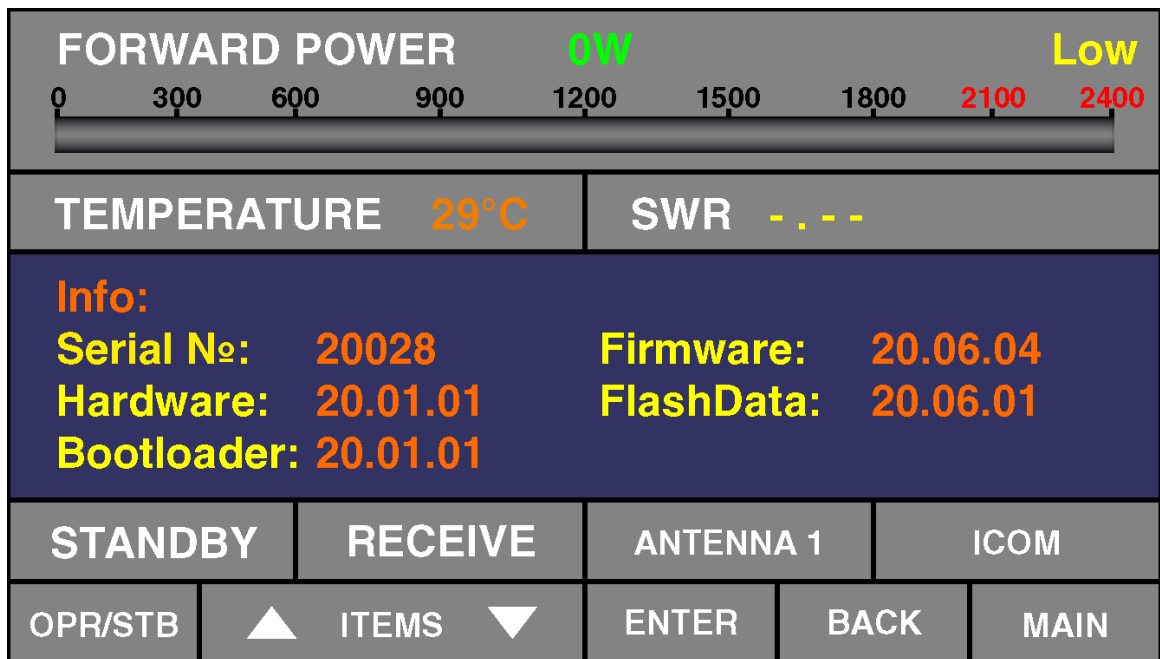 FORWARD POWER 0W Low
0 300 600 900 1200 1500 1800 2100 2400
TEMPERATURE 29°C SWR -.--
Info:
Serial №: 20028 Firmware: 20.06.04
Hardware: 20.01.01 FlashData: 20.06.01
Bootloader: 20.01.01
STANDBY RECEIVE ANTENNA 1 ICOM
OPR/STB ▲ ITEMS ▼ ENTER BACK MAIN